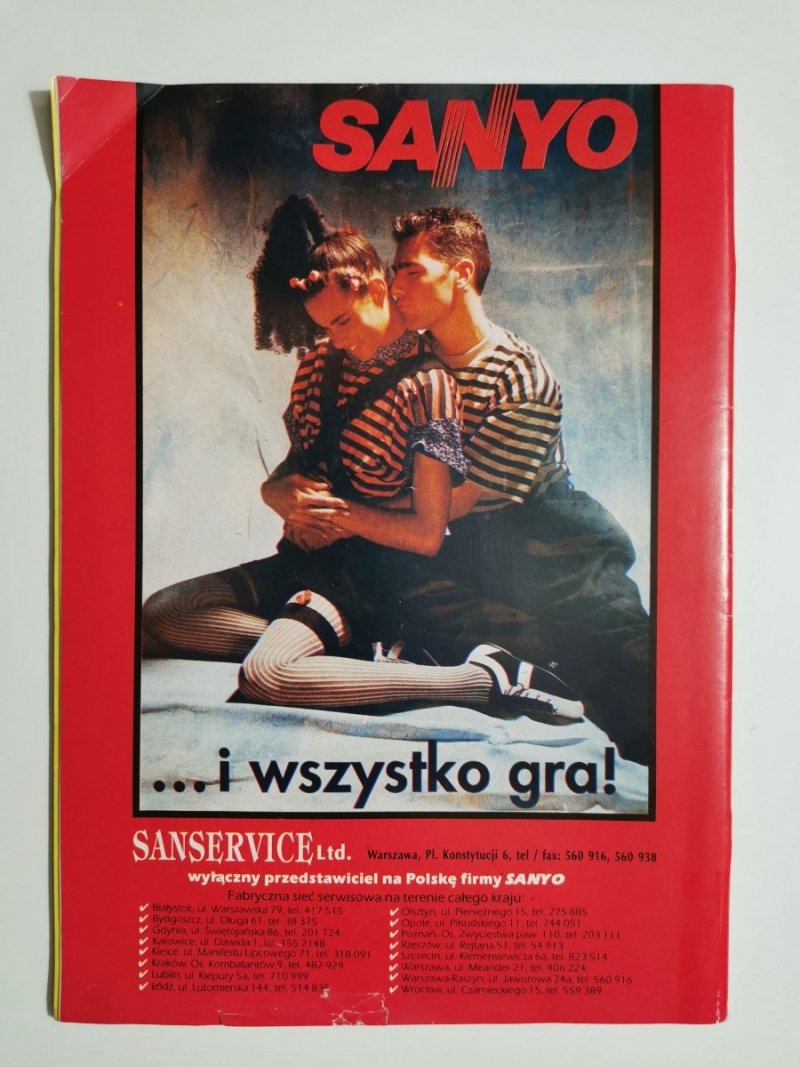 SANYO
...i wszystko gra!
SANSERVICE Ltd. Warszawa, Pl. Konstytucji 6, tel / fax: 560 916, 560 938
wyłączny przedstawiciel na Polskę firmy SANYO
Fabryczna sieć serwisowa na terenie całego kraju: -
✔ Białystok, ul. Warszawska 79, tel. 417 515
✔ Bydgoszcz, ul. Długa 61, tel. 38 375
✔ Gdynia, ul. Świętojańska 86, tel. 201 724
✔ Katowice, ul. Dawida 1, tel. 155 2148
✔ Kielce, ul. Manifestu Lipcowego 71, tel. 318 091
✔ Kraków, Os. Kombatantów 9, tel. 482 929
✔ Lublin, ul. Kiepury 5a, tel. 710 999
✔ Łódź, ul. Lutomierska 144, tel. 514 835
✔ Olsztyn, ul. Pieniężnego 15, tel. 275 885
✔ Opole, ul. Piłsudskiego 11, tel. 744 051
✔ Poznań, Os. Zwycięstwa paw. 110, tel. 203 111
✔ Rzeszów, ul. Rejtana 51, tel. 54 913
✔ Szczecin, ul. Klemensiewicza 6a, tel. 823 514
✔ Warszawa, ul. Meander 21, tel. 406 224
✔ Warszawa-Raszyn, ul. Jaworowa 24a, tel. 560 916
✔ Wrocław, ul. Czarnieckiego 15, tel. 559 389